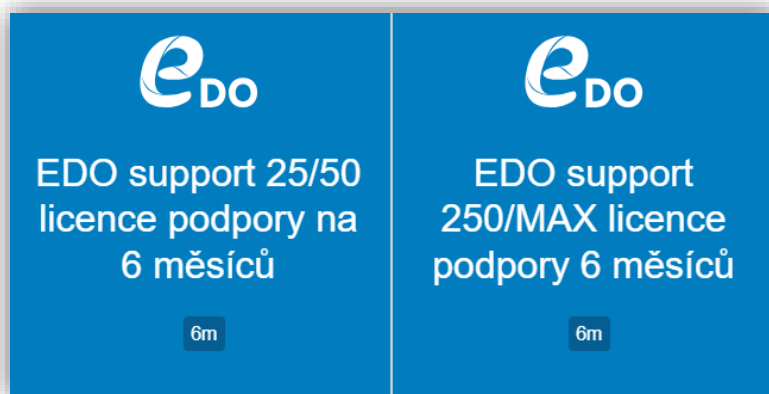 eDO
EDO support 25/50
licence podpory na
6 měsíců
6m
eDO
EDO support
250/MAX licence
podpory 6 měsíců
6m